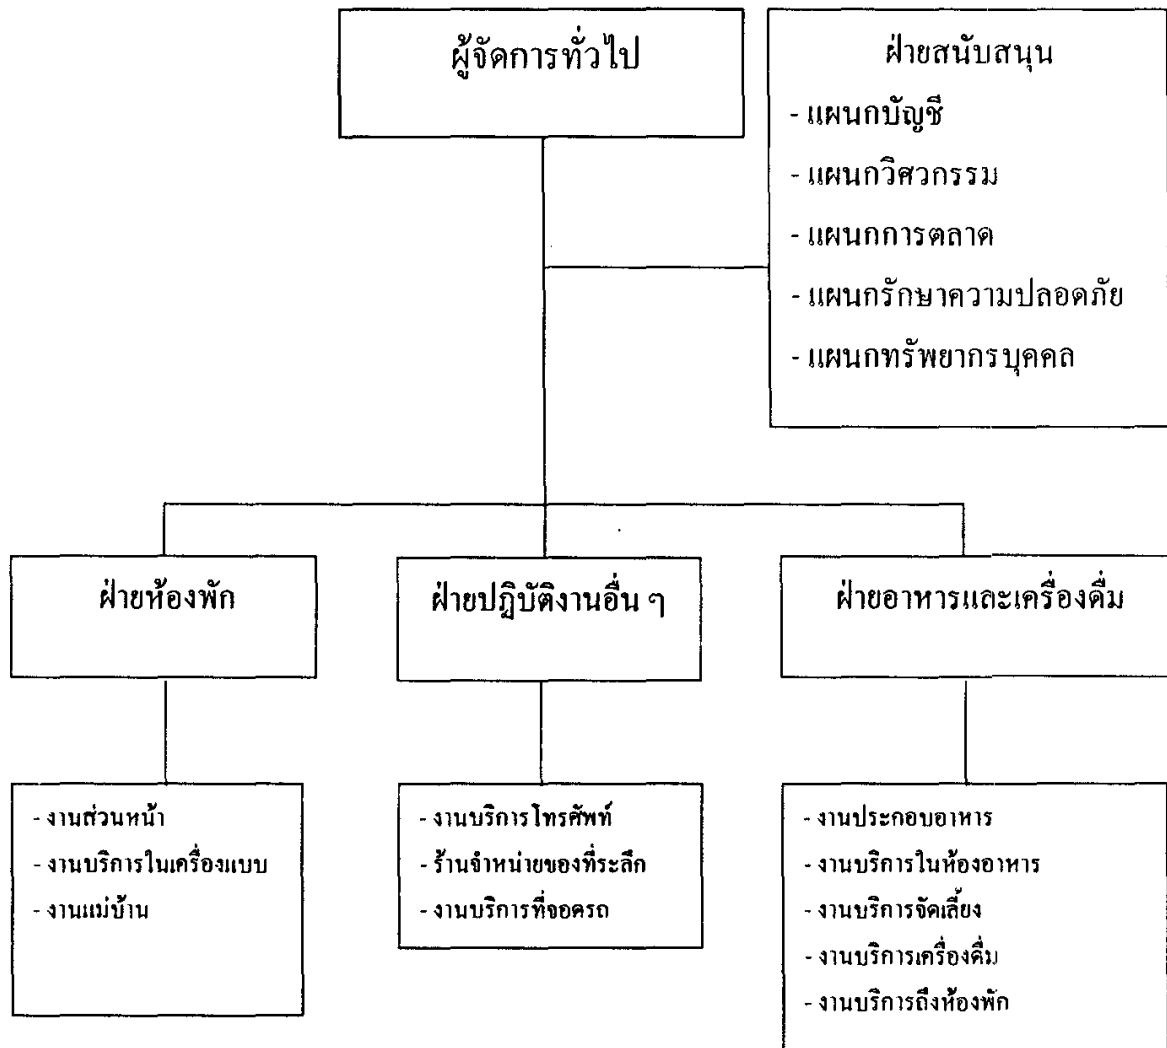 ผู้จัดการทั่วไป
ฝ่ายสนับสนุน
- แผนกบัญชี
- แผนกวิศวกรรม
- แผนกการตลาด
- แผนกรักษาความปลอดภัย
- แผนกทรัพยากรบุคคล
ฝ่ายห้องพัก
ฝ่ายปฏิบัติงานอื่น ๆ
ฝ่ายอาหารและเครื่องดื่ม
- งานส่วนหน้า
- งานบริการในเครื่องแบบ
- งานแม่บ้าน
- งานบริการโทรศัพท์
- ร้านจำหน่ายของที่ระลึก
- งานบริการที่จอดรถ
- งานประกอบอาหาร
- งานบริการในห้องอาหาร
- งานบริการจัดเลี้ยง
- งานบริการเครื่องดื่ม
- งานบริการถึงห้องพัก